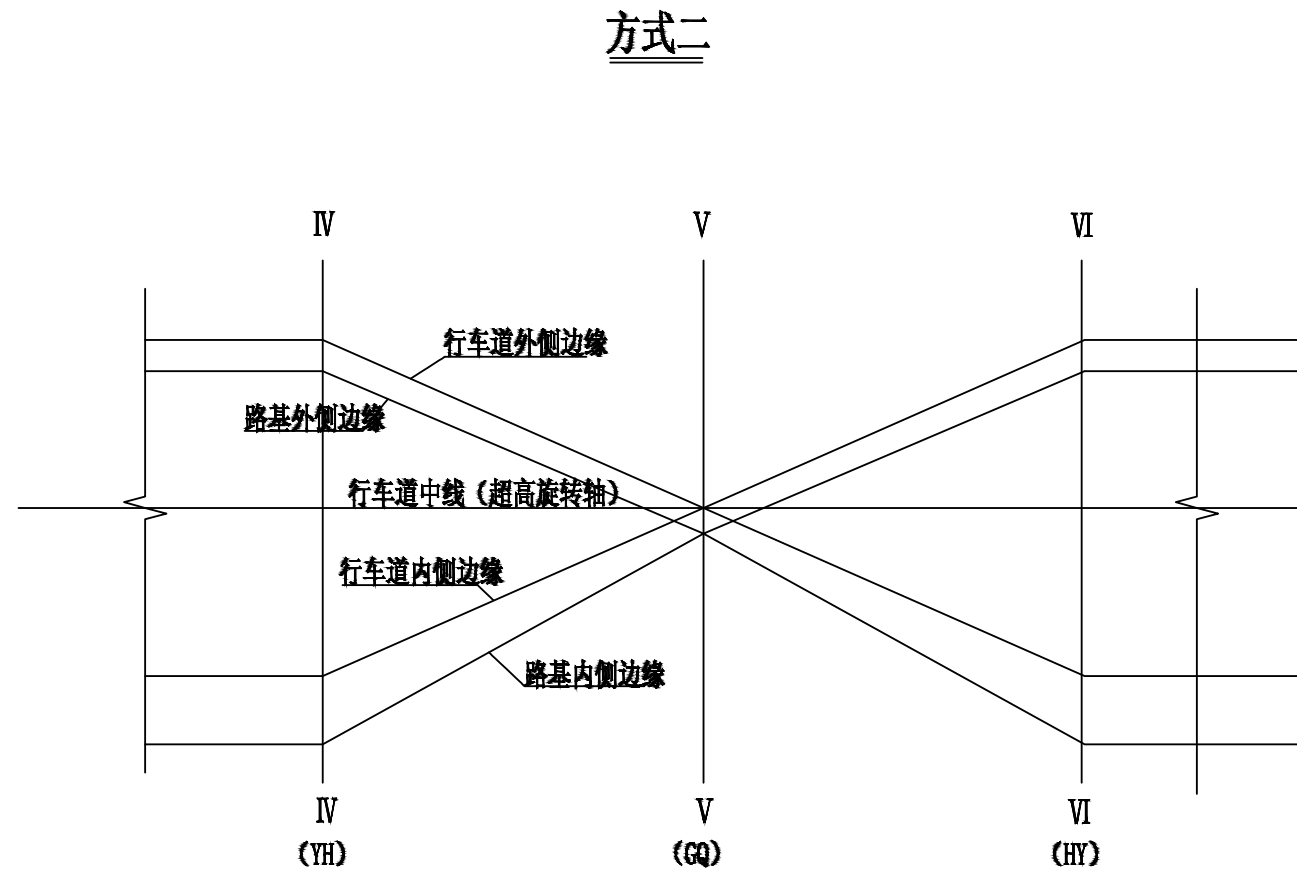 方式二
Ⅳ
Ⅴ
Ⅵ
行车道外侧边缘
路基外侧边缘
行车道中线（超高旋转轴）
行车道内侧边缘
路基内侧边缘
Ⅳ
Ⅴ
Ⅵ
(YH)
(GQ)
(HY)